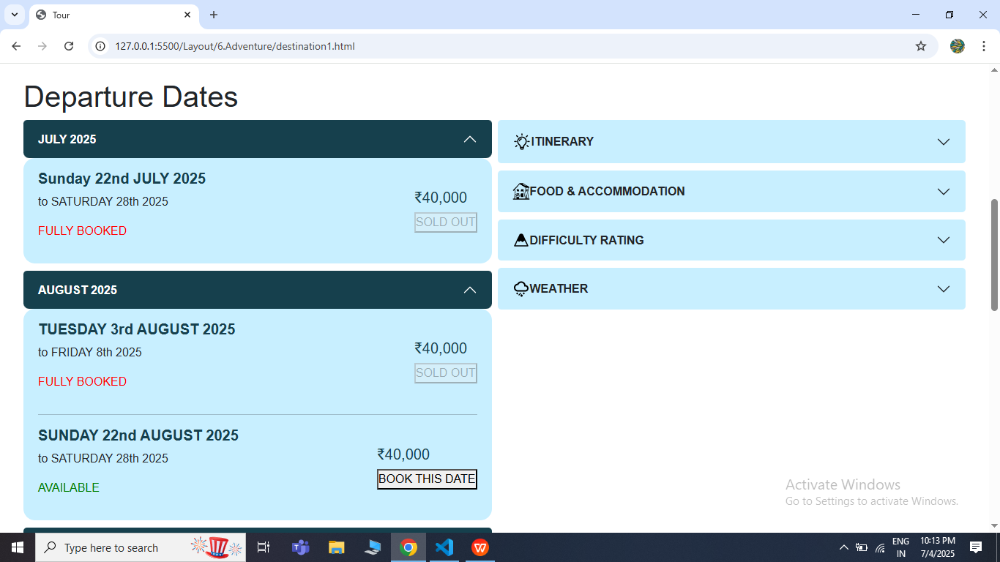 Tour
127.0.0.1:5500/Layout/6.Adventure/destination1.html
Departure Dates
JULY 2025
Sunday 22nd JULY 2025
to SATURDAY 28th 2025
₹40,000
SOLD OUT
FULLY BOOKED
AUGUST 2025
TUESDAY 3rd AUGUST 2025
to FRIDAY 8th 2025
₹40,000
SOLD OUT
FULLY BOOKED
SUNDAY 22nd AUGUST 2025
to SATURDAY 28th 2025
₹40,000
BOOK THIS DATE
AVAILABLE
ITINERARY
FOOD & ACCOMMODATION
DIFFICULTY RATING
WEATHER
Activate Windows
Go to Settings to activate Windows.
Type here to search
ENG
IN
10:13 PM
7/4/2025